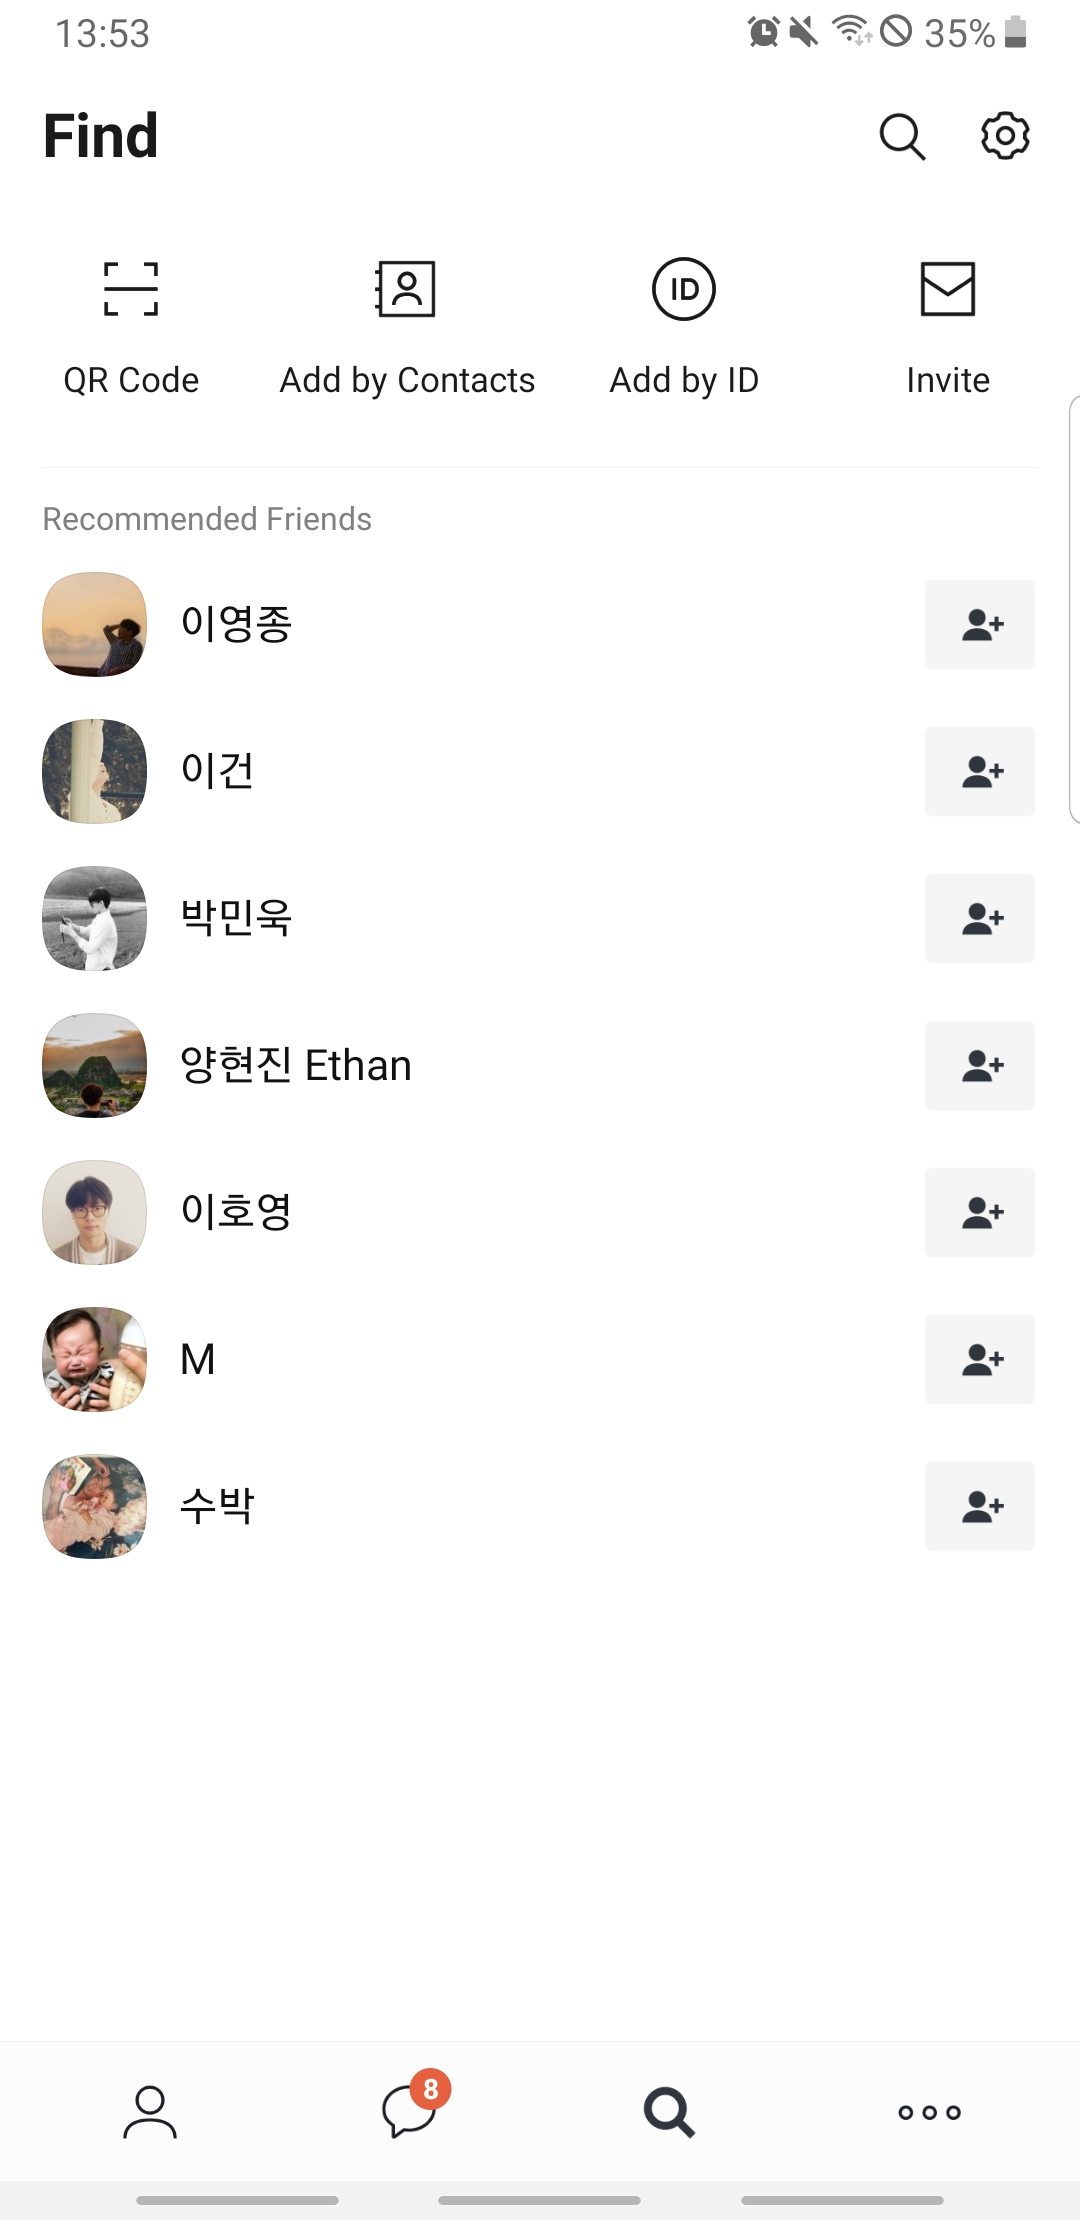 13:53 35%
Find
QR Code Add by Contacts ID Add by ID Invite
Recommended Friends
이영종
이건
박민욱
양현진 Ethan
이호영
M
수박
8